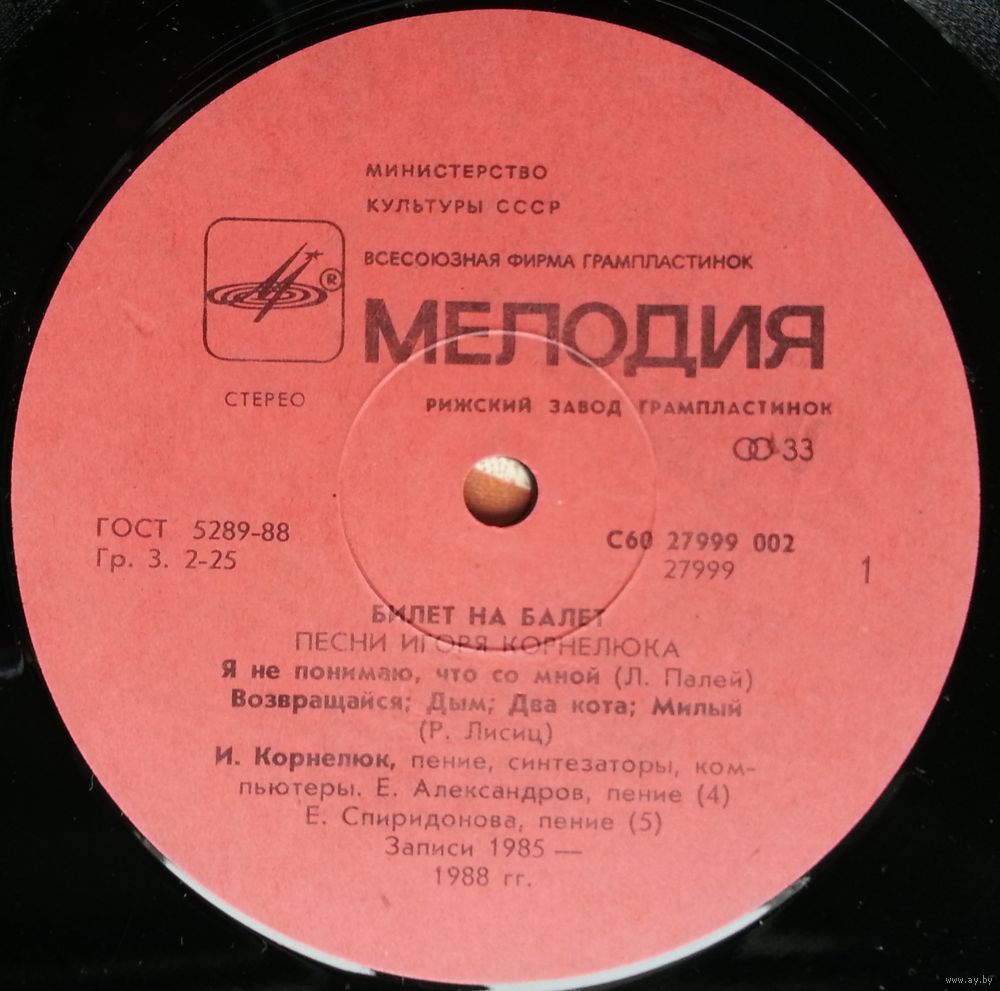 МИНИСТЕРСТВО
КУЛЬТУРЫ СССР
ВСЕСОЮЗНАЯ ФИРМА ГРАМПЛАСТИНОК
®
МЕЛОДИЯ
СТЕРЕО
РИЖСКИЙ ЗАВОД ГРАМПЛАСТИНОК
33
ГОСТ 5289-88
Гр. 3. 2-25
С60 27999 002
27999
1
БИЛЕТ НА БАЛЕТ
ПЕСНИ ИГОРЯ КОРНЕЛЮКА
Я не понимаю, что со мной (Л. Палей)
Возвращайся; Дым; Два кота; Милый
(Р. Лисиц)
И. Корнелюк, пение, синтезаторы, ком-
пьютеры. Е. Александров, пение (4)
Е. Спиридонова, пение (5)
Записи 1985 —
1988 гг.
www.ay.by